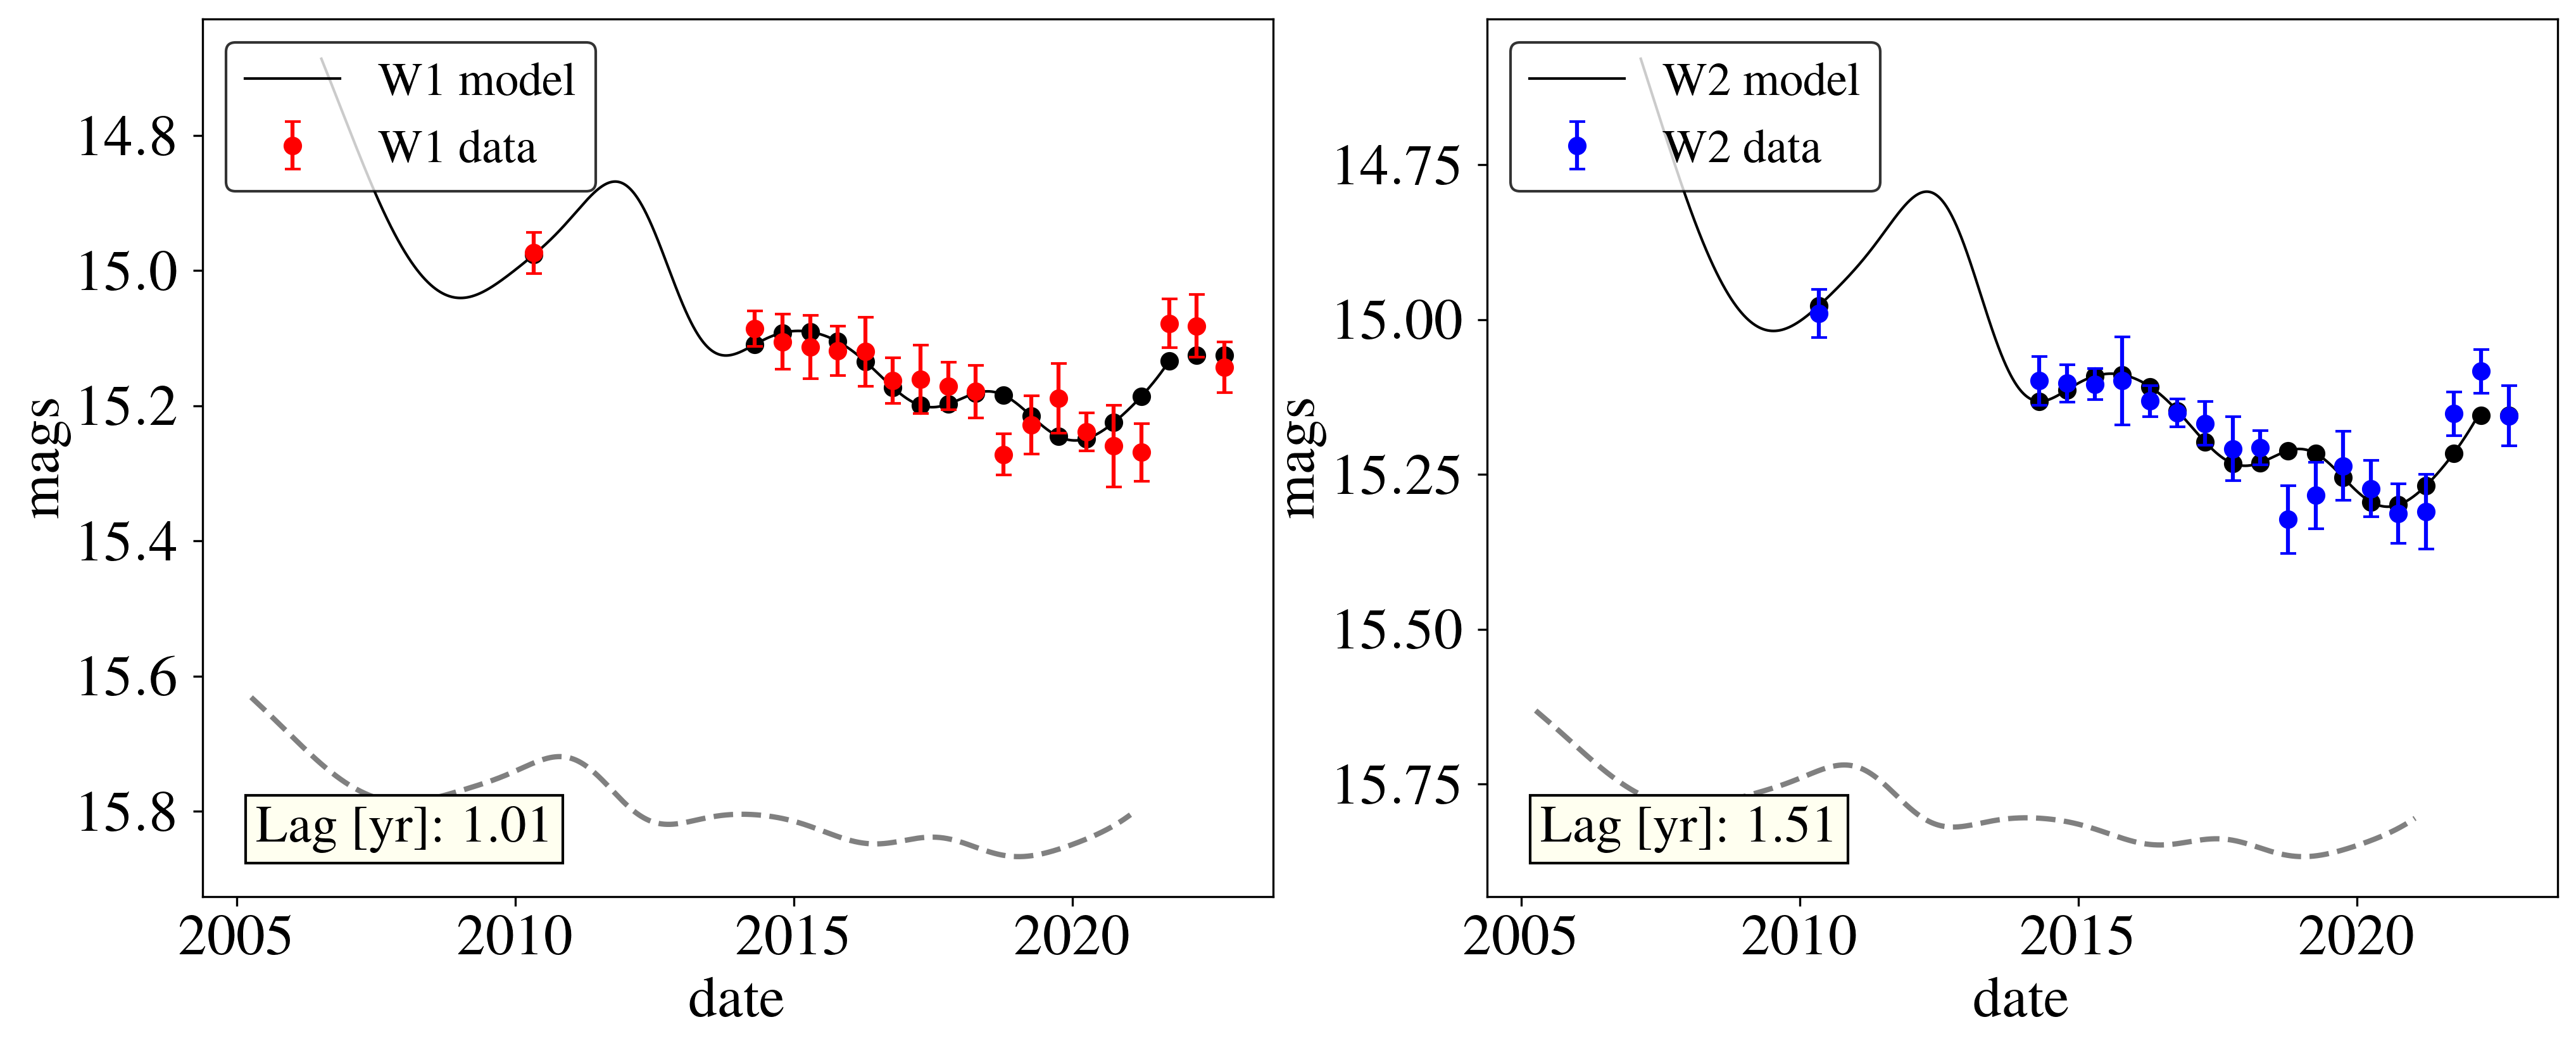 W1 model
W1 data
14.8
15.0
15.2
15.4
15.6
15.8
mags
Lag [yr]: 1.01
2005
2010
2015
2020
date
W2 model
W2 data
14.75
15.00
15.25
15.50
15.75
mags
Lag [yr]: 1.51
2005
2010
2015
2020
date